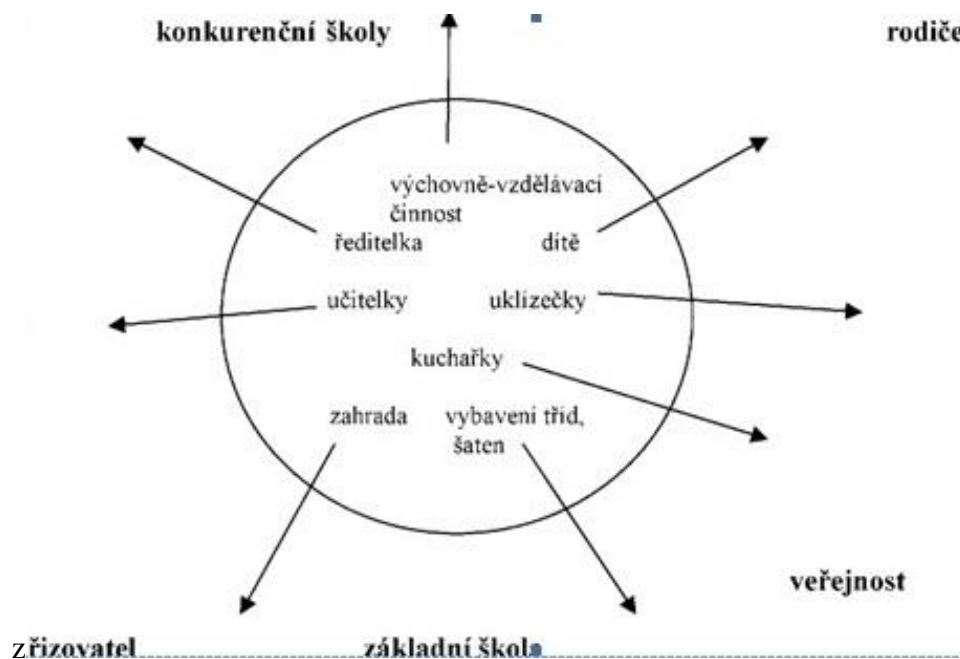 konkurenční školy
rodiče
výchovně-vzdělávací
činnost
ředitelka
dítě
učitelky
uklízečky
kuchařky
zahrada
vybavení tříd,
šaten
veřejnost
zřizovatel
základní škola